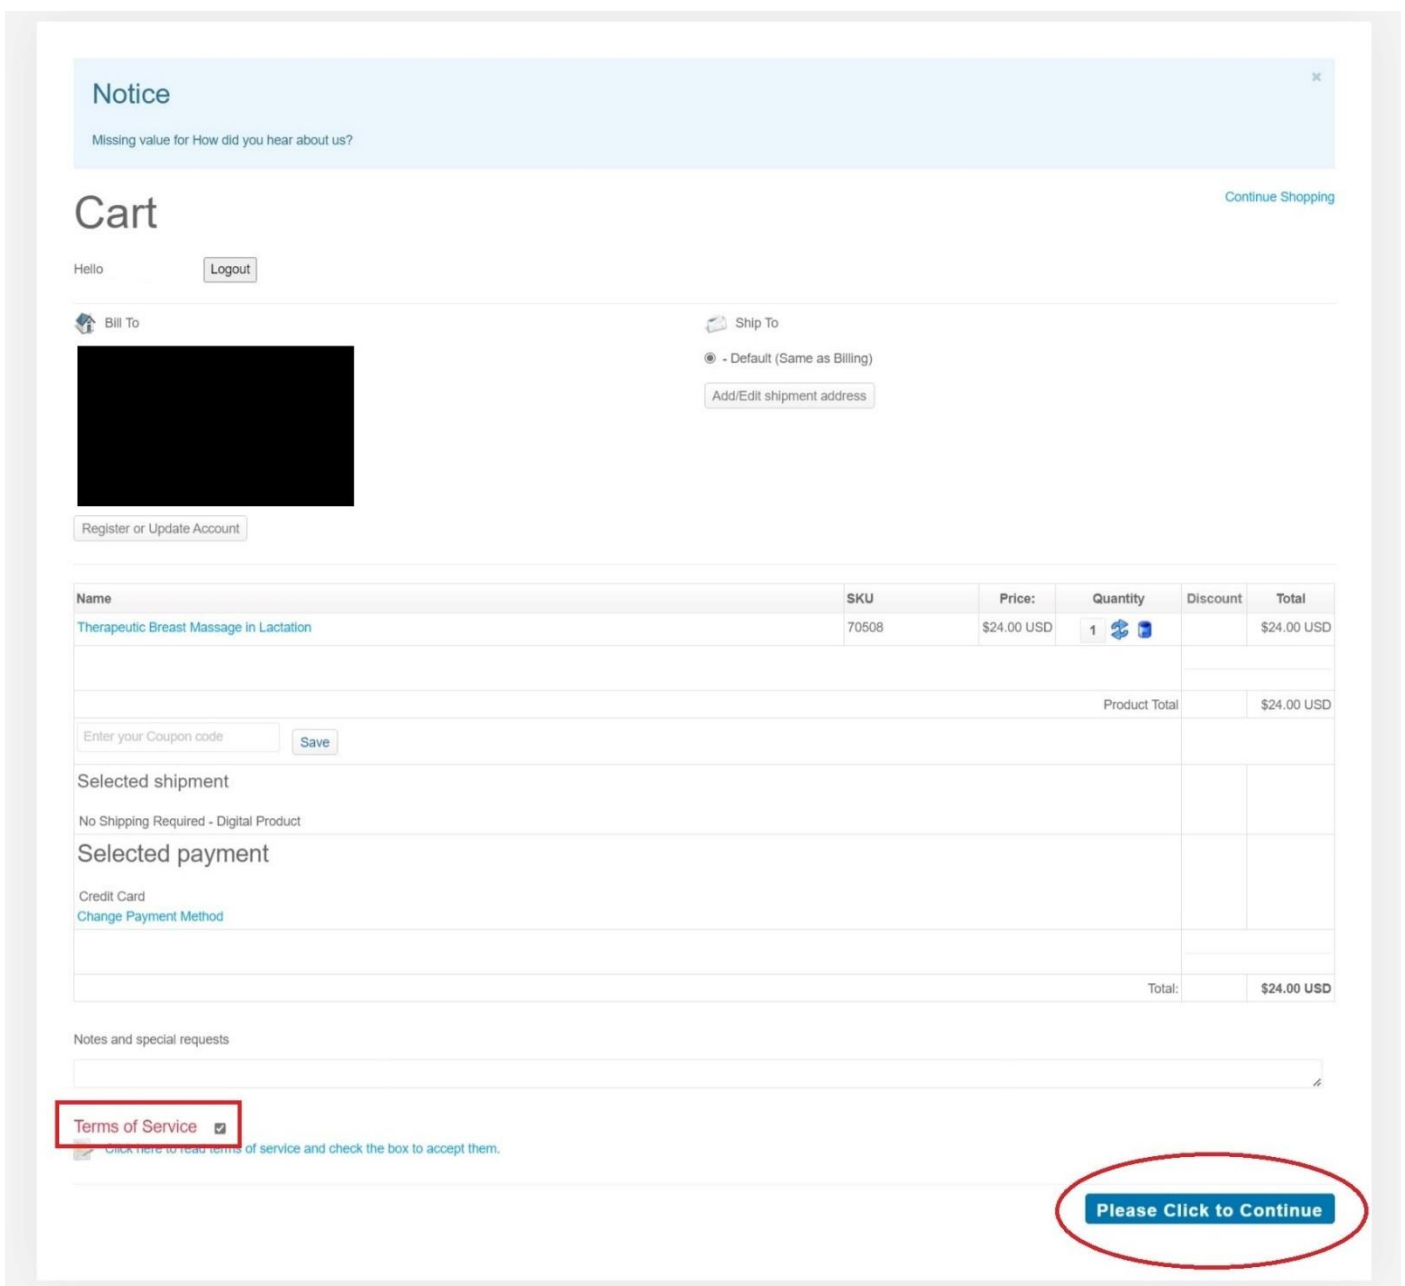 Notice
×
Missing value for How did you hear about us?
Cart
Continue Shopping
Hello
Logout
Bill To
Ship To
- Default (Same as Billing)
Add/Edit shipment address
Register or Update Account
Name SKU Price: Quantity Discount Total
Therapeutic Breast Massage in Lactation 70508 $24.00 USD 1 $24.00 USD
Product Total $24.00 USD
Enter your Coupon code Save
Selected shipment
No Shipping Required - Digital Product
Selected payment
Credit Card
Change Payment Method
Total: $24.00 USD
Notes and special requests
Terms of Service
Click here to read terms of service and check the box to accept them.
Please Click to Continue